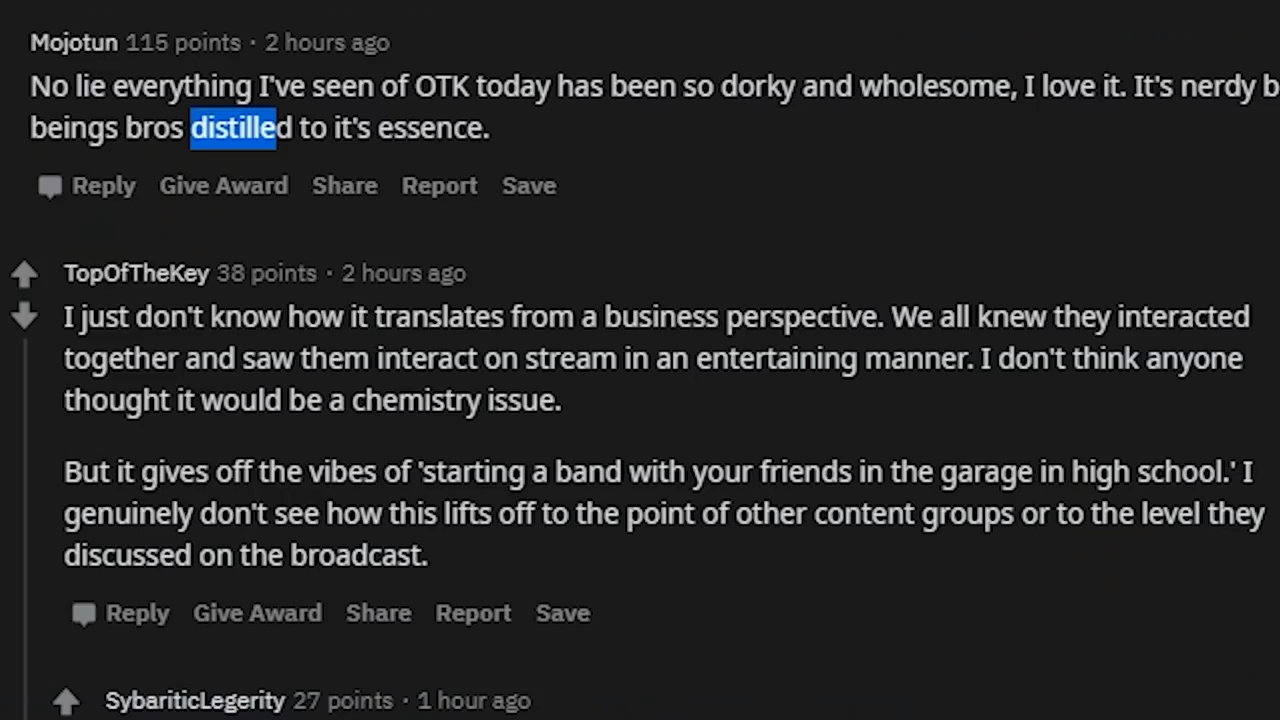 Mojotun 115 points · 2 hours ago
No lie everything I've seen of OTK today has been so dorky and wholesome, I love it. It's nerdy
beings bros distilled to it's essence.
Reply Give Award Share Report Save
TopOfTheKey 38 points · 2 hours ago
I just don't know how it translates from a business perspective. We all knew they interacted
together and saw them interact on stream in an entertaining manner. I don't think anyone
thought it would be a chemistry issue.
But it gives off the vibes of 'starting a band with your friends in the garage in high school.' I
genuinely don't see how this lifts off to the point of other content groups or to the level they
discussed on the broadcast.
Reply Give Award Share Report Save
SybariticLegerity 27 points · 1 hour ago